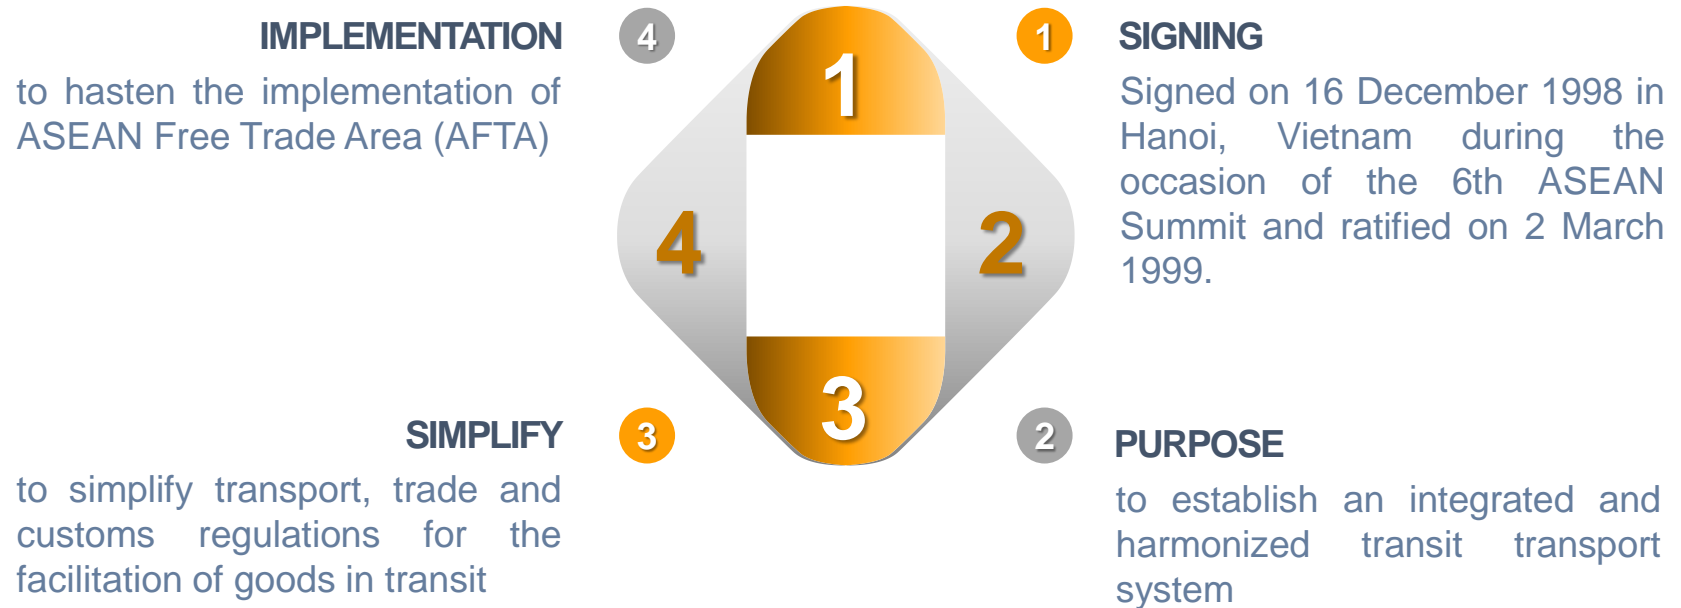 IMPLEMENTATION
to hasten the implementation of
ASEAN Free Trade Area (AFTA)
4
1
SIGNING
Signed on 16 December 1998 in
Hanoi, Vietnam during the
occasion of the 6th ASEAN
Summit and ratified on 2 March
1999.
1
4
2
3
SIMPLIFY
to simplify transport, trade and
customs regulations for the
facilitation of goods in transit
3
2
PURPOSE
to establish an integrated and
harmonized transit transport
system